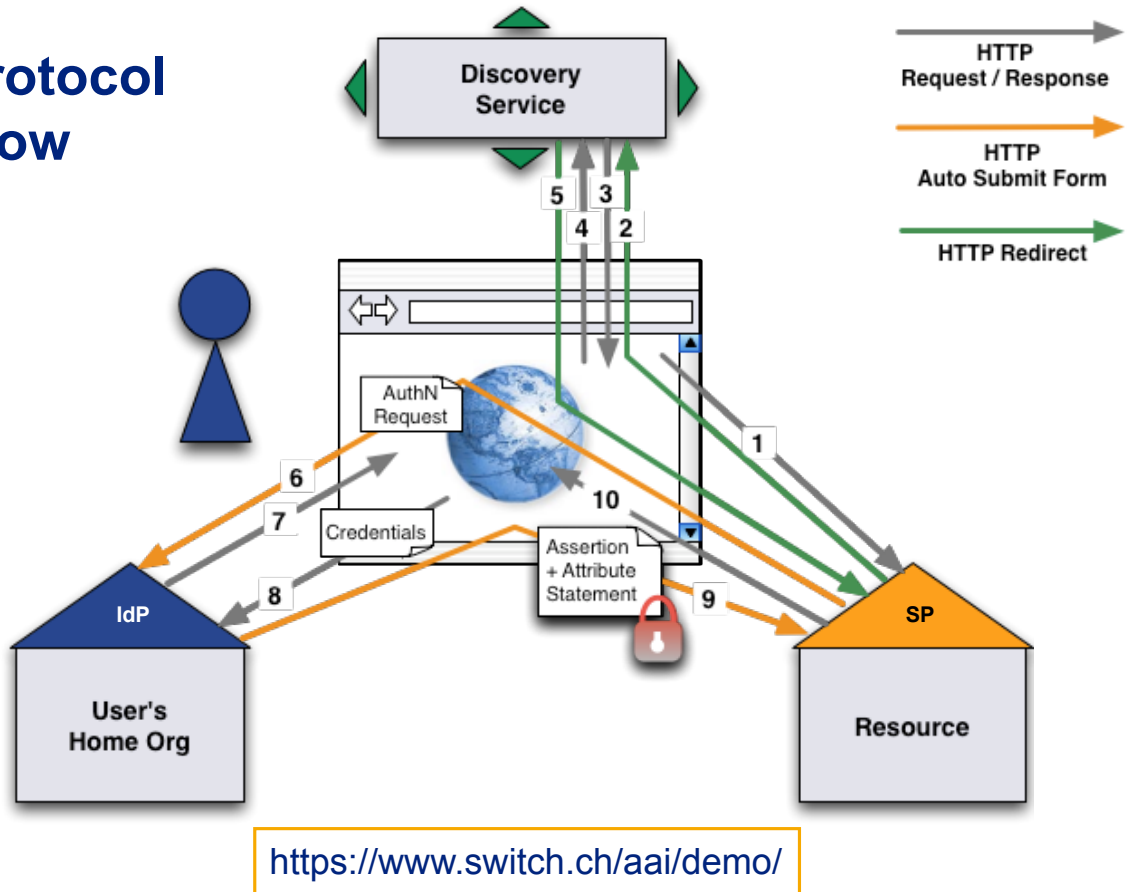 rotocol
ow
Discovery
Service
HTTP
Request / Response
HTTP
Auto Submit Form
HTTP Redirect
5
3
4
2
AuthN
Request
1
6
10
7
Credentials
Assertion
+ Attribute
Statement
8
9
IdP
SP
User's
Home Org
Resource
https://www.switch.ch/aai/demo/